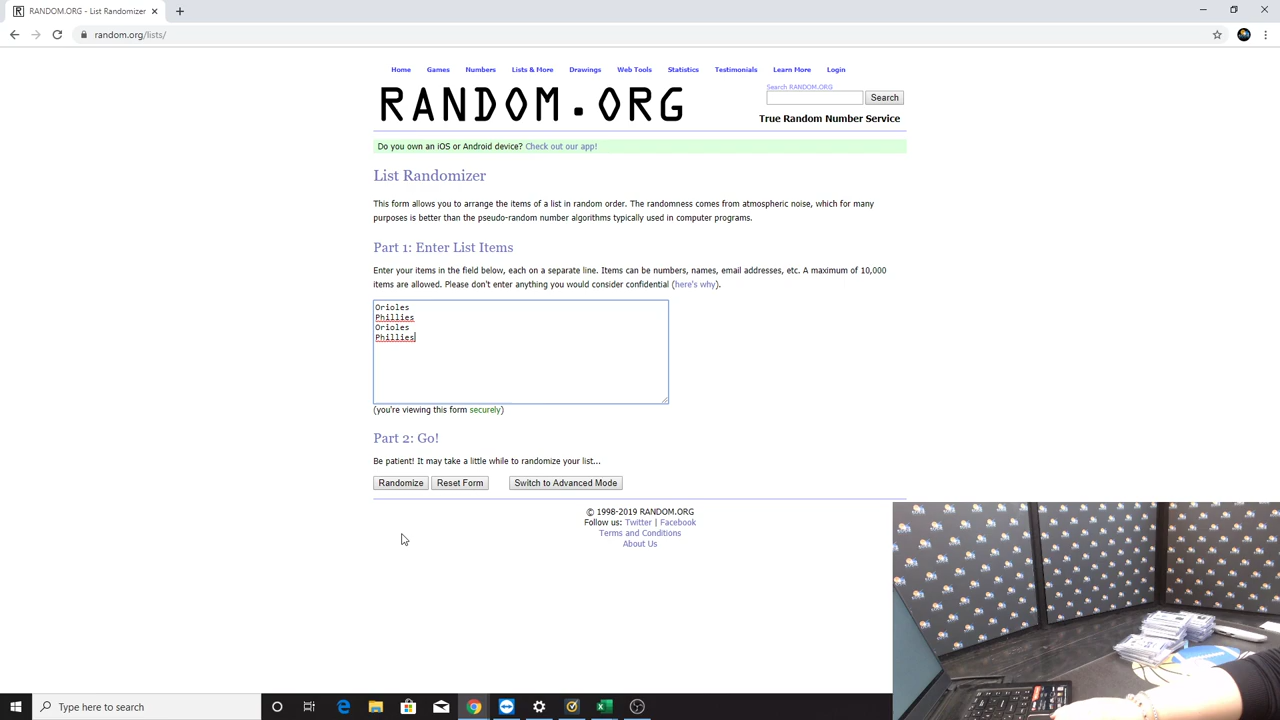 RANDOM.ORG - List Randomizer
random.org/lists/
Home Games Numbers Lists & More Drawings Web Tools Statistics Testimonials Learn More Login
RANDOM.ORG
Search RANDOM.ORG
Search
True Random Number Service
Do you own an iOS or Android device? Check out our app!
List Randomizer
This form allows you to arrange the items of a list in random order. The randomness comes from atmospheric noise, which for many
purposes is better than the pseudo-random number algorithms typically used in computer programs.
Part 1: Enter List Items
Enter your items in the field below, each on a separate line. Items can be numbers, names, email addresses, etc. A maximum of 10,000
items are allowed. Please don't enter anything you would consider confidential (here's why).
Orioles
Phillies
Orioles
Phillies
(you're viewing this form securely)
Part 2: Go!
Be patient! It may take a little while to randomize your list...
Randomize Reset Form Switch to Advanced Mode
© 1998-2019 RANDOM.ORG
Follow us: Twitter | Facebook
Terms and Conditions
About Us
Type here to search